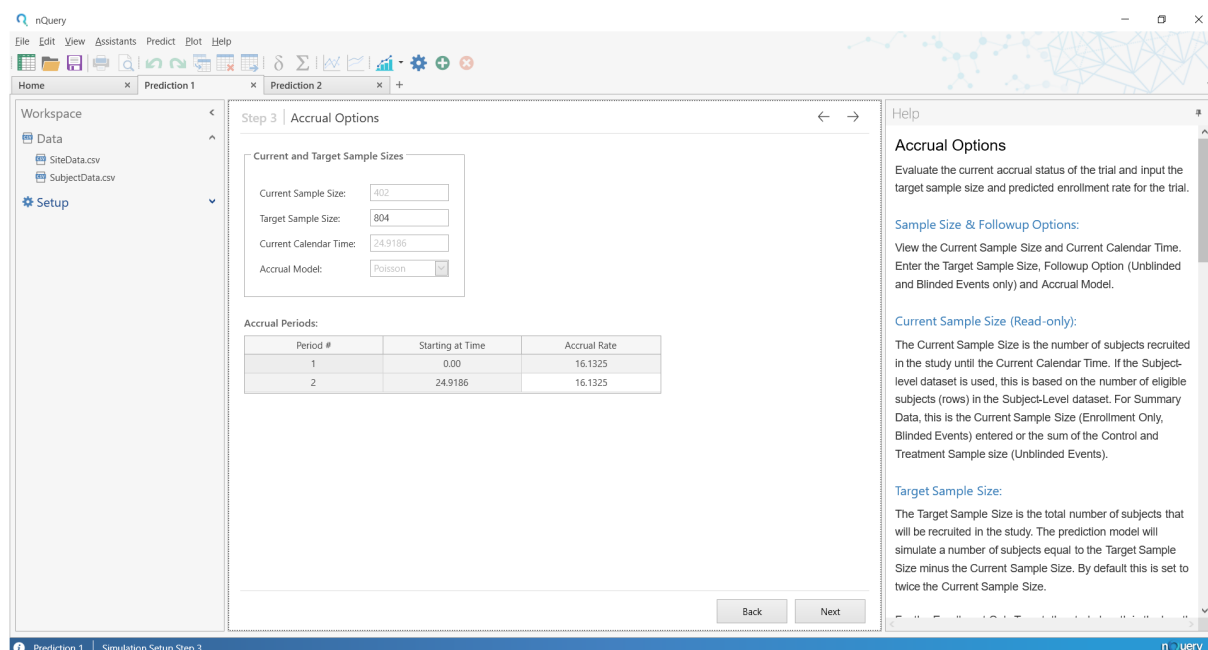 nQuery
File Edit View Assistants Predict Plot Help
Home × Prediction 1 × Prediction 2 × +
Workspace
Data
SiteData.csv
SubjectData.csv
Setup
Step 3 | Accrual Options
Current and Target Sample Sizes
Current Sample Size: 402
Target Sample Size: 804
Current Calendar Time: 24.9186
Accrual Model: Poisson
Accrual Periods:
Period # Starting at Time Accrual Rate
1 0.00 16.1325
2 24.9186 16.1325
Back Next
Help
Accrual Options
Evaluate the current accrual status of the trial and input the
target sample size and predicted enrollment rate for the trial.
Sample Size & Followup Options:
View the Current Sample Size and Current Calendar Time.
Enter the Target Sample Size, Followup Option (Unblinded
and Blinded Events only) and Accrual Model.
Current Sample Size (Read-only):
The Current Sample Size is the number of subjects recruited
in the study until the Current Calendar Time. If the Subject-
level dataset is used, this is based on the number of eligible
subjects (rows) in the Subject-Level dataset. For Summary
Data, this is the Current Sample Size (Enrollment Only,
Blinded Events) entered or the sum of the Control and
Treatment Sample size (Unblinded Events).
Target Sample Size:
The Target Sample Size is the total number of subjects that
will be recruited in the study. The prediction model will
simulate a number of subjects equal to the Target Sample
Size minus the Current Sample Size. By default this is set to
twice the Current Sample Size.
Prediction 1 | Simulation Setup Step 3
nQuery